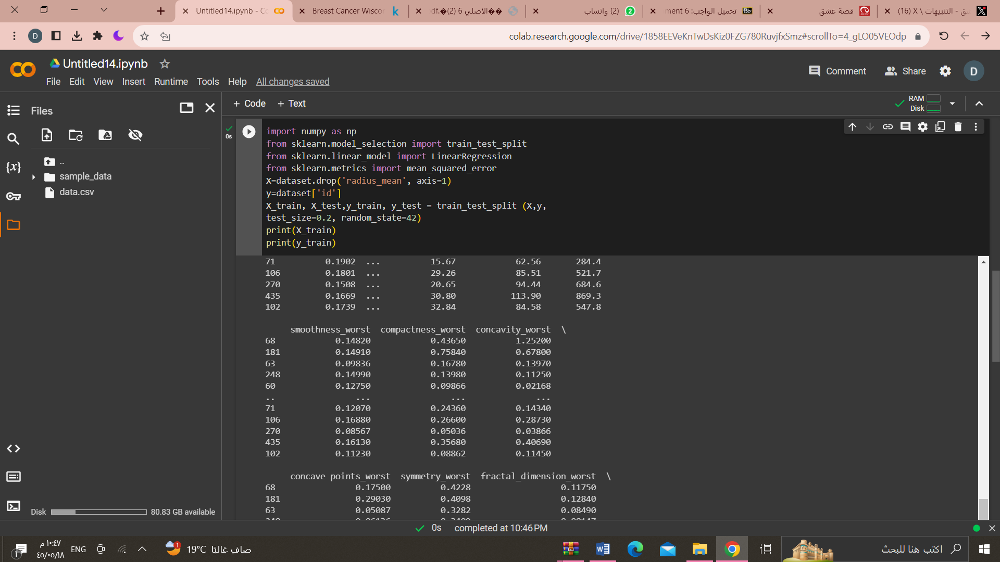 Untitled14.ipynb - Co
Breast Cancer Wiscon
الاصلي 6 (2).pdf
(2) واتساب
تحميل الواجب: ment 6
قصة عشق
(16) X \ ق - التنبيهات
D
colab.research.google.com/drive/1858EEVeKnTwDsKiz0FZG780RuvjfxSmz#scrollTo=4_gLO05VEOdp
Untitled14.ipynb
Comment
Share
D
File Edit View Insert Runtime Tools Help All changes saved
Files
+ Code + Text
RAM
Disk
..
sample_data
data.csv
{x}
0s
import numpy as np
from sklearn.model_selection import train_test_split
from sklearn.linear_model import LinearRegression
from sklearn.metrics import mean_squared_error
X=dataset.drop('radius_mean', axis=1)
y=dataset['id']
X_train, X_test,y_train, y_test = train_test_split (X,y,
test_size=0.2, random_state=42)
print(X_train)
print(y_train)
71 0.1902 ... 15.67 62.56 284.4
106 0.1801 ... 29.26 85.51 521.7
270 0.1508 ... 20.65 94.44 684.6
435 0.1669 ... 30.80 113.90 869.3
102 0.1739 ... 32.84 84.58 547.8
smoothness_worst compactness_worst concavity_worst \
68 0.14820 0.43650 1.25200
181 0.14910 0.75840 0.67800
63 0.09836 0.16780 0.13970
248 0.14990 0.13980 0.11250
60 0.12750 0.09866 0.02168
.. ... ... ...
71 0.12070 0.24360 0.14340
106 0.16880 0.26600 0.28730
270 0.08567 0.05036 0.03866
435 0.16130 0.35680 0.40690
102 0.11230 0.08862 0.11450
concave points_worst symmetry_worst fractal_dimension_worst \
68 0.17500 0.4228 0.11750
181 0.29030 0.4098 0.12840
63 0.05087 0.3282 0.08490
Disk 80.83 GB available
0s completed at 10:46 PM
١٠:٤٧ م
٤٥/٠٥/١٨
ENG
19°C صافٍ غالبًا
اكتب هنا للبحث